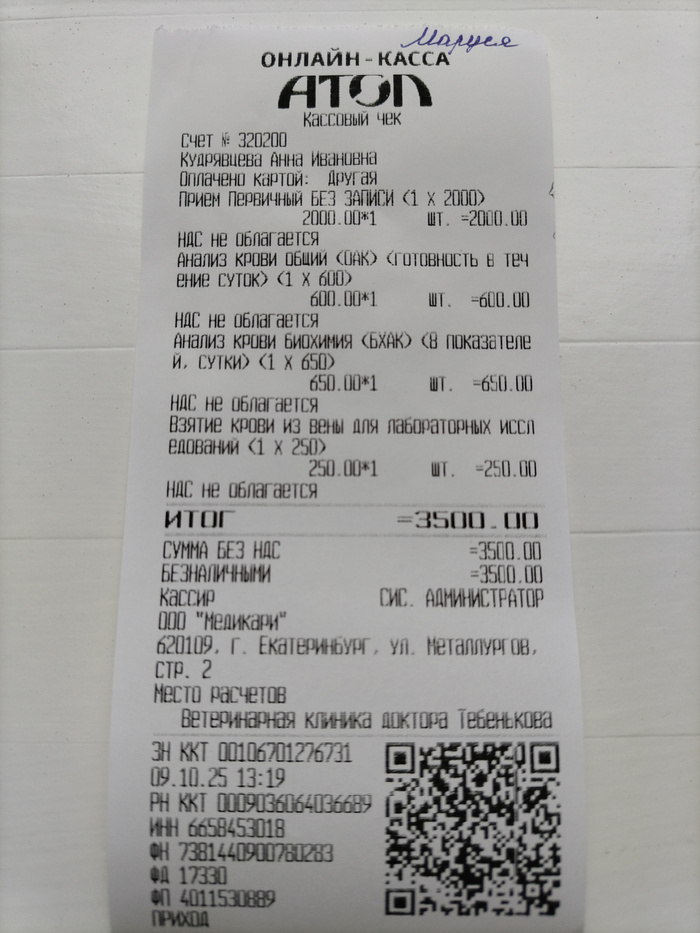 Маруся
ОНЛАЙН-КАССА
АТОЛ
КАССОВЫЙ ЧЕК
СЧЕТ № 320200
КУДРЯВЦЕВА АННА ИВАНОВНА
ОПЛАЧЕНО КАРТОЙ: ДРУГАЯ
ПРИЕМ ПЕРВИЧНЫЙ БЕЗ ЗАПИСИ (1 X 2000)
2000.00*1 ШТ. =2000.00
НДС НЕ ОБЛАГАЕТСЯ
АНАЛИЗ КРОВИ ОБЩИЙ (ОАК) (ГОТОВНОСТЬ В ТЕЧ
ЕНИЕ СУТОК) (1 X 600)
600.00*1 ШТ. =600.00
НДС НЕ ОБЛАГАЕТСЯ
АНАЛИЗ КРОВИ БИОХИМИЯ (БХАК) (8 ПОКАЗАТЕЛЕ
Й, СУТКИ) (1 X 650)
650.00*1 ШТ. =650.00
НДС НЕ ОБЛАГАЕТСЯ
ВЗЯТИЕ КРОВИ ИЗ ВЕНЫ ДЛЯ ЛАБОРАТОРНЫХ ИССЛ
ЕДОВАНИЙ (1 X 250)
250.00*1 ШТ. =250.00
НДС НЕ ОБЛАГАЕТСЯ
ИТОГ =3500.00
СУММА БЕЗ НДС =3500.00
БЕЗНАЛИЧНЫМИ =3500.00
КАССИР СИС. АДМИНИСТРАТОР
ООО "МЕДИКАРИ"
620109, Г. ЕКАТЕРИНБУРГ, УЛ. МЕТАЛЛУРГОВ,
СТР. 2
МЕСТО РАСЧЕТОВ
ВЕТЕРИНАРНАЯ КЛИНИКА ДОКТОРА ТЕБЕНЬКОВА
ЗН ККТ 00106701276731
09.10.25 13:19
РН ККТ 0009036064036689
ИНН 6658453018
ФН 7381440900780283
ФД 17330
ФП 4011530889
ПРИХОД